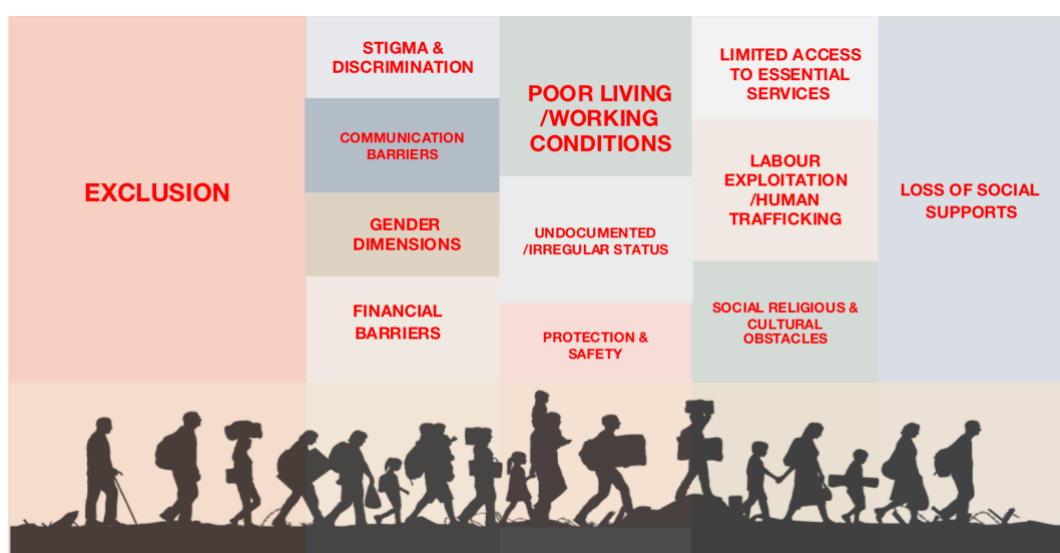 EXCLUSION
STIGMA &
DISCRIMINATION
COMMUNICATION
BARRIERS
GENDER
DIMENSIONS
FINANCIAL
BARRIERS
POOR LIVING
/WORKING
CONDITIONS
UNDOCUMENTED
/IRREGULAR STATUS
PROTECTION &
SAFETY
LIMITED ACCESS
TO ESSENTIAL
SERVICES
LABOUR
EXPLOITATION
/HUMAN
TRAFFICKING
SOCIAL RELIGIOUS &
CULTURAL
OBSTACLES
LOSS OF SOCIAL
SUPPORTS